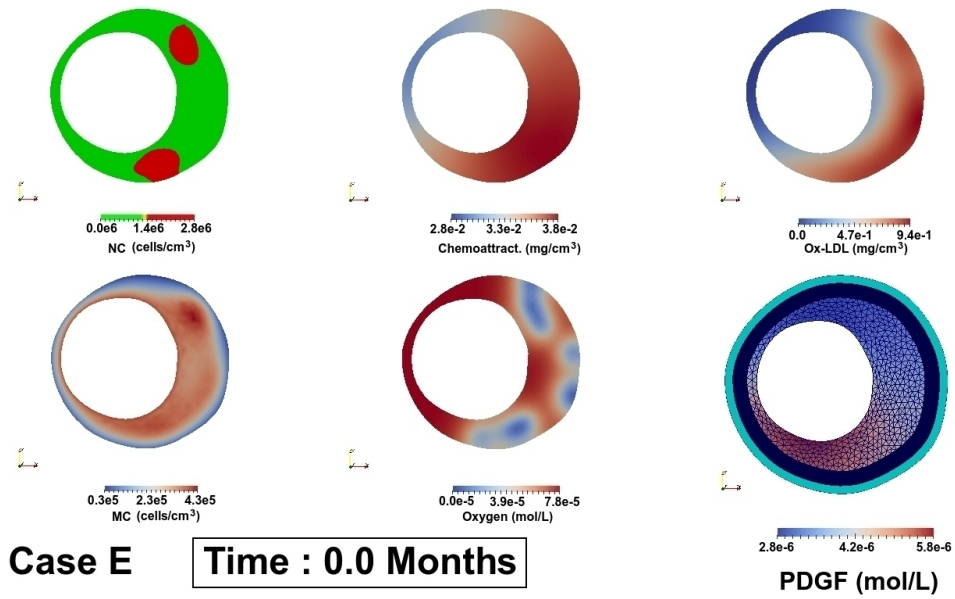 0.0e6 1.4e6 2.8e6
NC (cells/cm³)
2.8e-2 3.3e-2 3.8e-2
Chemoattract. (mg/cm³)
0.0 4.7e-1 9.4e-1
Ox-LDL (mg/cm³)
0.3e5 2.3e5 4.3e5
MC (cells/cm³)
0.0e-5 3.9e-5 7.8e-5
Oxygen (mol/L)
2.8e-6 4.2e-6 5.8e-6
PDGF (mol/L)
Case E
Time : 0.0 Months